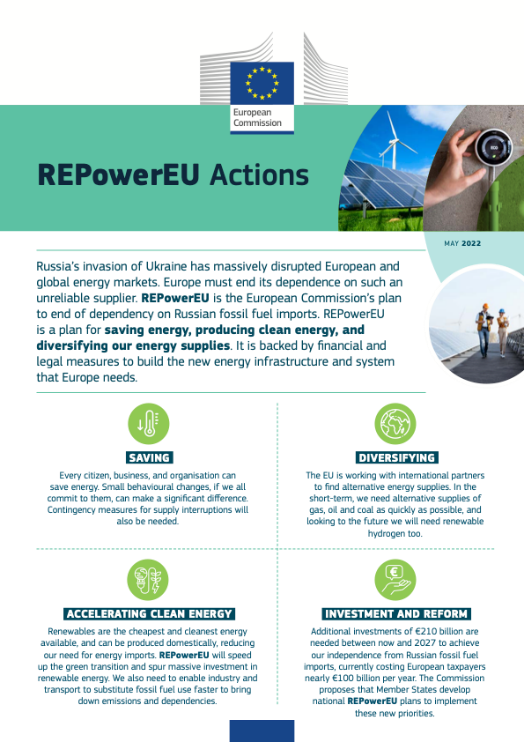 European
Commission
REPowerEU Actions
MAY 2022
Russia's invasion of Ukraine has massively disrupted European and
global energy markets. Europe must end its dependence on such an
unreliable supplier. REPowerEU is the European Commission's plan
to end of dependency on Russian fossil fuel imports. REPowerEU
is a plan for saving energy, producing clean energy, and
diversifying our energy supplies. It is backed by financial and
legal measures to build the new energy infrastructure and system
that Europe needs.
SAVING
Every citizen, business, and organisation can
save energy. Small behavioural changes, if we all
commit to them, can make a significant difference.
Contingency measures for supply interruptions will
also be needed.
DIVERSIFYING
The EU is working with international partners
to find alternative energy supplies. In the
short-term, we need alternative supplies of
gas, oil and coal as quickly as possible, and
looking to the future we will need renewable
hydrogen too.
ACCELERATING CLEAN ENERGY
Renewables are the cheapest and cleanest energy
available, and can be produced domestically, reducing
our need for energy imports. REPowerEU will speed
up the green transition and spur massive investment in
renewable energy. We also need to enable industry and
transport to substitute fossil fuel use faster to bring
down emissions and dependencies.
INVESTMENT AND REFORM
Additional investments of €210 billion are
needed between now and 2027 to achieve
our independence from Russian fossil fuel
imports, currently costing European taxpayers
nearly €100 billion per year. The Commission
proposes that Member States develop
national REPowerEU plans to implement
these new priorities.